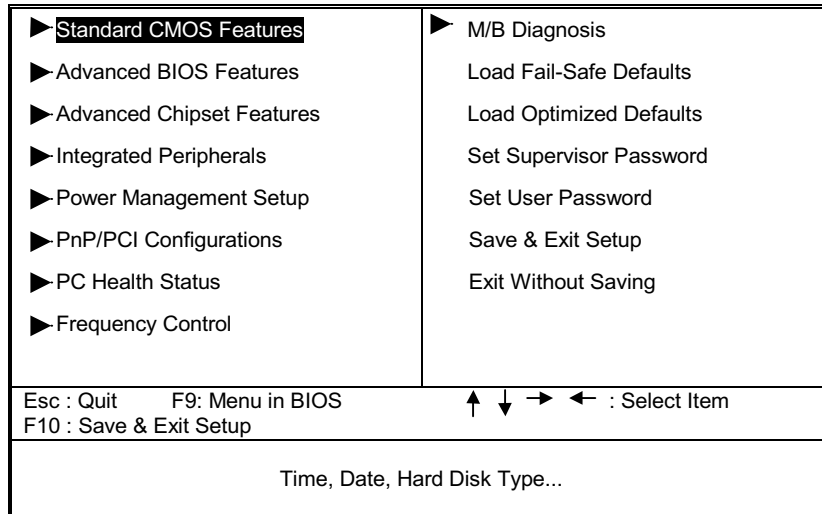 Standard CMOS Features
Advanced BIOS Features
Advanced Chipset Features
Integrated Peripherals
Power Management Setup
PnP/PCI Configurations
PC Health Status
Frequency Control
M/B Diagnosis
Load Fail-Safe Defaults
Load Optimized Defaults
Set Supervisor Password
Set User Password
Save & Exit Setup
Exit Without Saving
Esc : Quit F9: Menu in BIOS ↑ ↓ → ← : Select Item
F10 : Save & Exit Setup
Time, Date, Hard Disk Type...